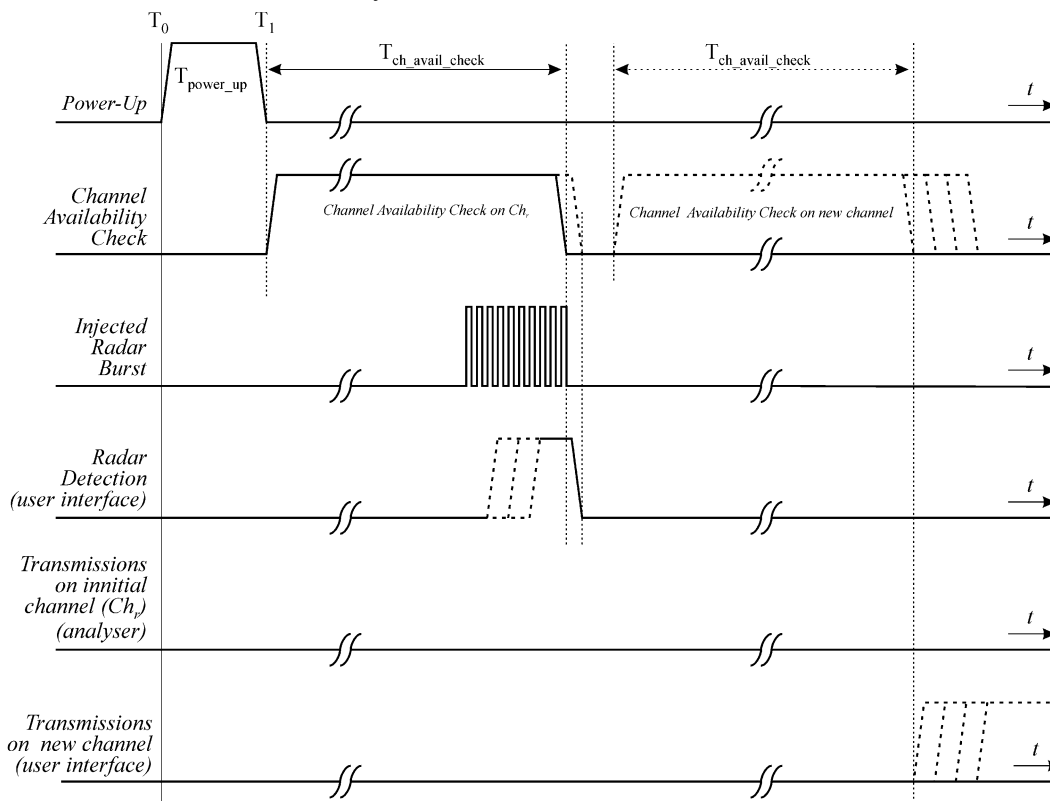 T0 T1
Tch_avail_check Tch_avail_check
Tpower_up
Power-Up
t
Channel
Availability
Check
Channel Availability Check on Chr
Channel Availability Check on new channel
t
Injected
Radar
Burst
t
Radar
Detection
(user interface)
t
Transmissions
on innitial
channel (Chr)
(analyser)
t
Transmissions
on new channel
(user interface)
t